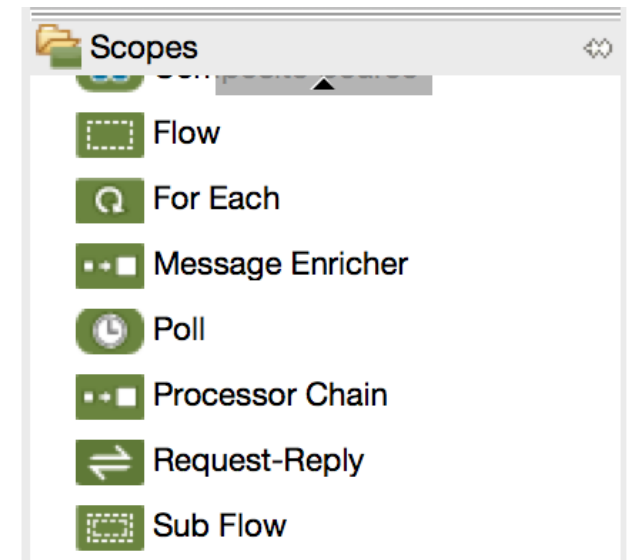 Scopes
Flow
For Each
Message Enricher
Poll
Processor Chain
Request-Reply
Sub Flow